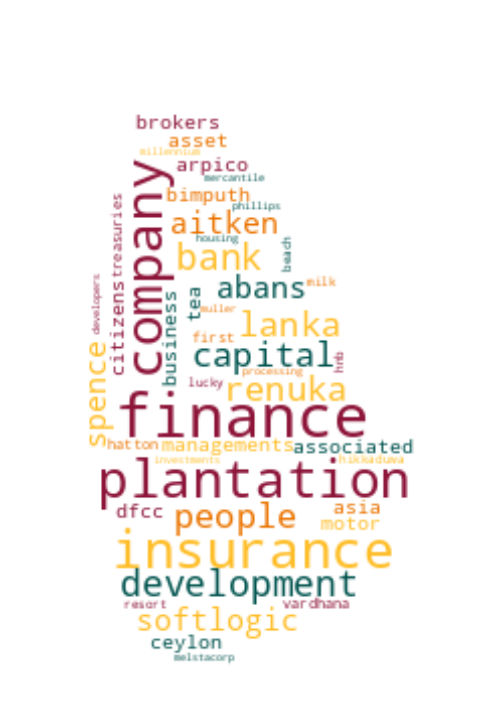 brokers
asset
millennium
arpico
mercantile
company
bimputh
phillips
treasuries
aitken
housing
bank
beach
developers
citizens
business
tea
abans
milk
muller
lanka
first
capital
hnb
processing
spence
lucky
renuka
finance
hatton
managements
associated
investments
hikkaduwa
plantation
dfcc
people
asia
motor
insurance
development
resort
vardhana
softlogic
ceylon
melstacorp